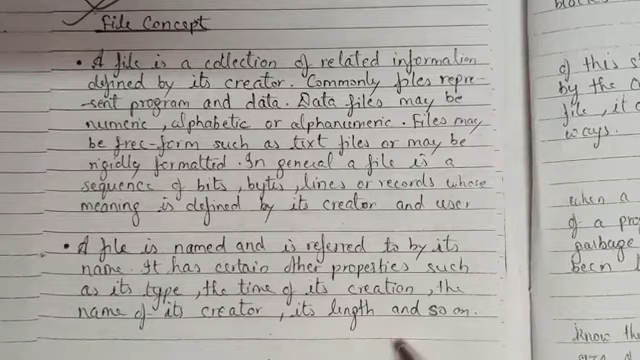 File Concept
• A file is a collection of related information
defined by its creator. Commonly files repre-
-sent program and data. Data files may be
numeric, alphabetic or alphanumeric. Files may
be free-form such as text files or may be
rigidly formatted. In general a file is a
sequence of bits, bytes, lines or records whose
meaning is defined by its creator and user
• A file is named and is referred to by its
name. It has certain other properties such
as its type, the time of its creation, the
name of its creator, its length and so on.
of this
by the
file, it
ways.
when a
of a
garbage
been
know the